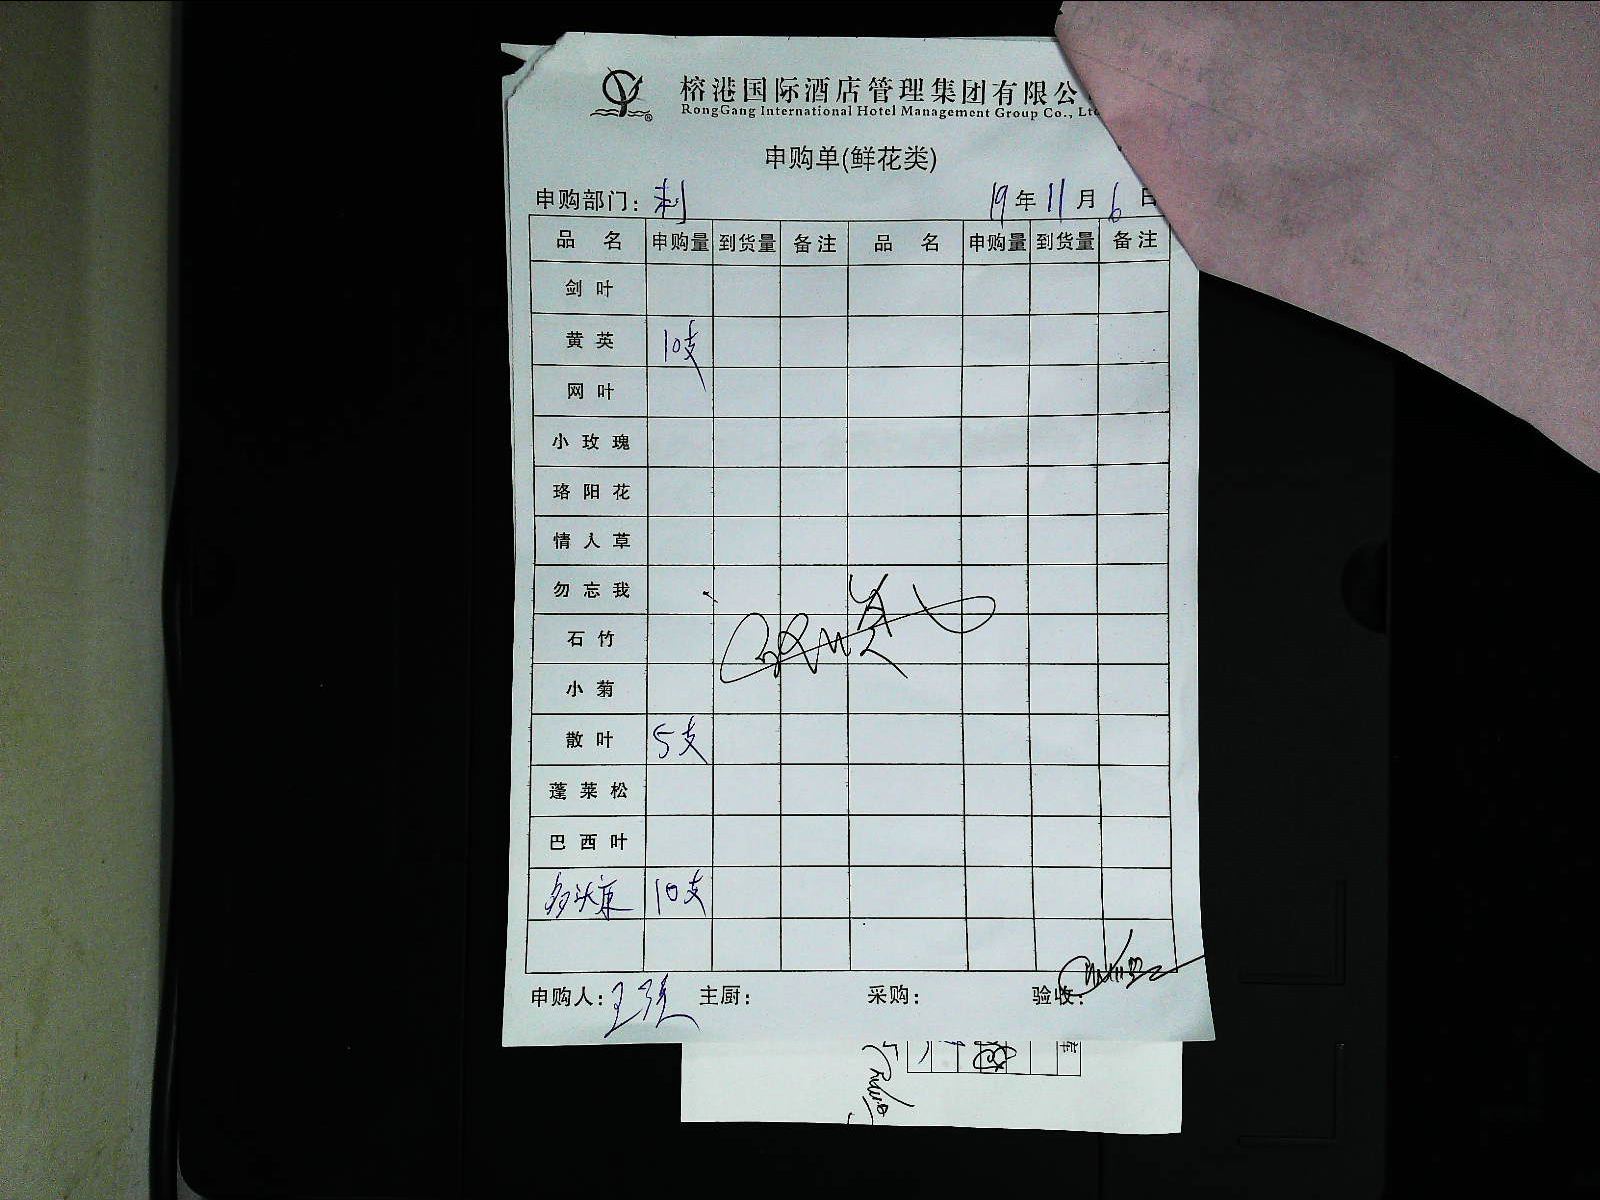 榕港国际酒店管理集团有限公
RongGang International Hotel Management Group Co., Lt
申购单(鲜花类)
申购部门: 刺 19年11月6日
品名 申购量 到货量 备注 品名 申购量 到货量 备注
剑叶
黄英 10支
网叶
小玫瑰
珞阳花
情人草
勿忘我
石竹
小菊
散叶 5支
蓬莱松
巴西叶
10支
申购人: 主厨: 采购: 验收:
库